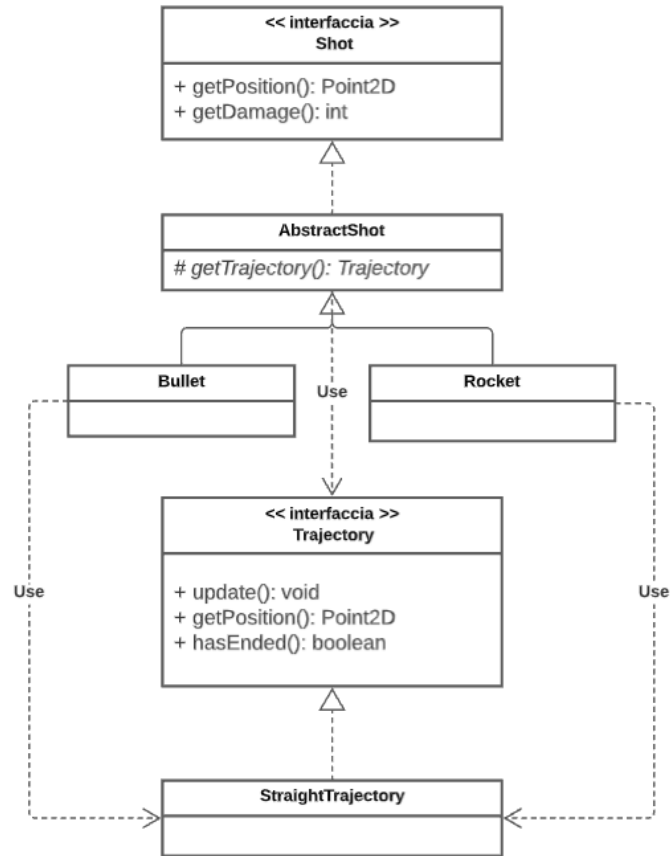 << interfaccia >>
Shot
+ getPosition(): Point2D
+ getDamage(): int
AbstractShot
# getTrajectory(): Trajectory
Bullet
Rocket
Use
<< interfaccia >>
Trajectory
+ update(): void
+ getPosition(): Point2D
+ hasEnded(): boolean
Use
Use
StraightTrajectory